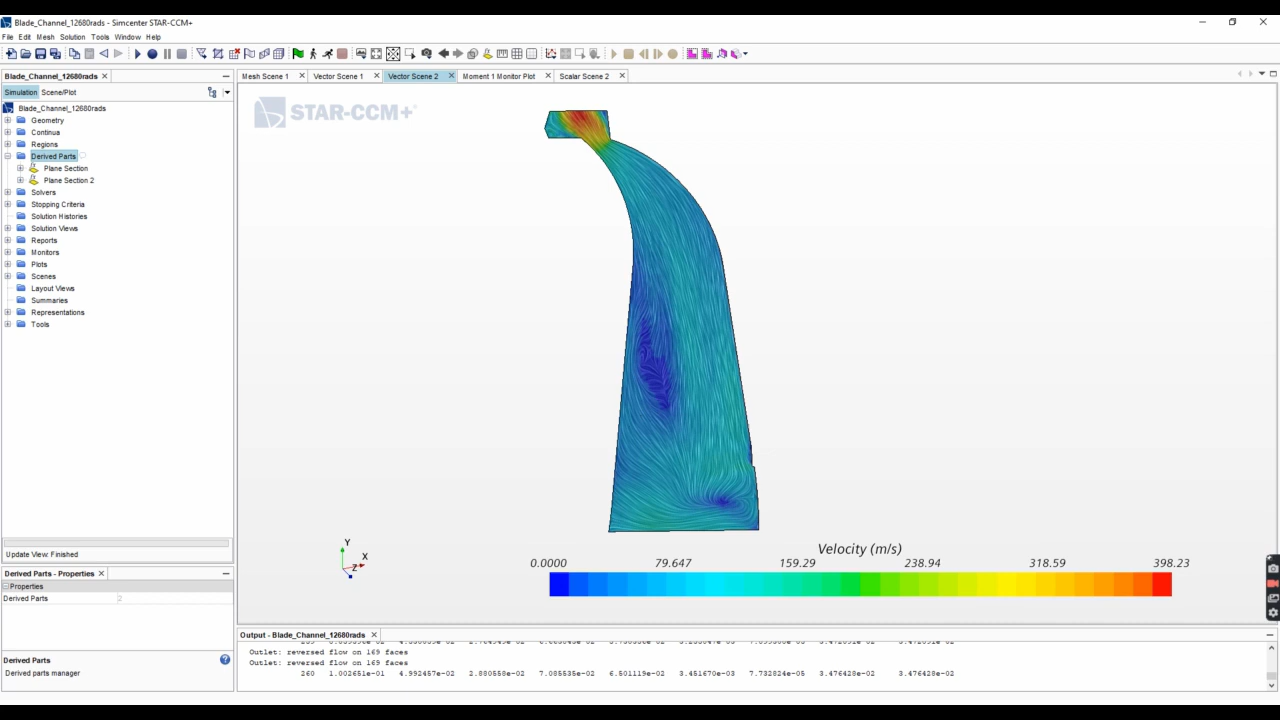 Blade_Channel_12680rads - Simcenter STAR-CCM+
File Edit Mesh Solution Tools Window Help
Blade_Channel_12680rads
Simulation Scene/Plot
Blade_Channel_12680rads
Geometry
Continua
Regions
Derived Parts
Plane Section
Plane Section 2
Solvers
Stopping Criteria
Solution Histories
Solution Views
Reports
Monitors
Plots
Scenes
Layout Views
Summaries
Representations
Tools
Update View: Finished
Derived Parts - Properties
Properties
Derived Parts 2
Derived Parts
Derived parts manager
Mesh Scene 1 Vector Scene 1 Vector Scene 2 Moment 1 Monitor Plot Scalar Scene 2
STAR-CCM+
Y
X
Z
Velocity (m/s)
0.0000 79.647 159.29 238.94 318.59 398.23
Output - Blade_Channel_12680rads
Outlet: reversed flow on 169 faces
Outlet: reversed flow on 169 faces
260 1.002651e-01 4.992457e-02 2.880558e-02 7.085535e-02 6.501119e-02 3.451670e-03 7.732824e-05 3.476428e-02 3.476428e-02